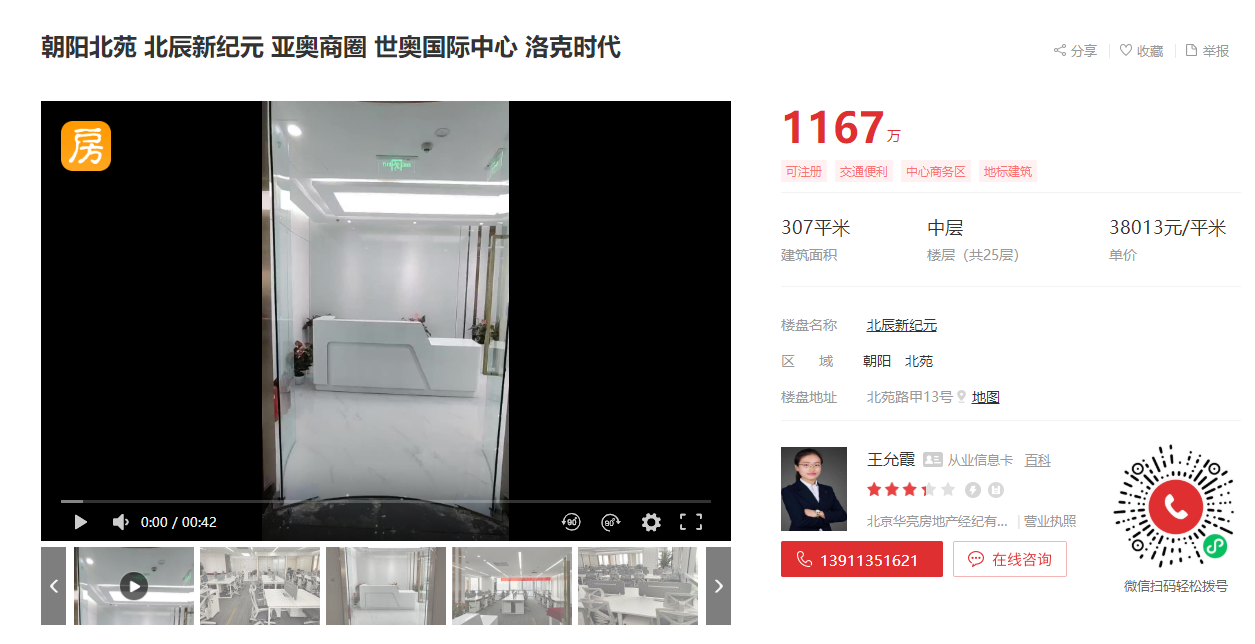 朝阳北苑 北辰新纪元 亚奥商圈 世奥国际中心 洛克时代
分享 收藏 举报
房
0:00 / 00:42
90 90
1167万
可注册 交通便利 中心商务区 地标建筑
307平米 中层 38013元/平米
建筑面积 楼层（共25层） 单价
楼盘名称 北辰新纪元
区 域 朝阳 北苑
楼盘地址 北苑路甲13号 地图
王允霞 从业信息卡 百科
北京华亮房地产经纪有... 营业执照
13911351621 在线咨询
微信扫码轻松拨号